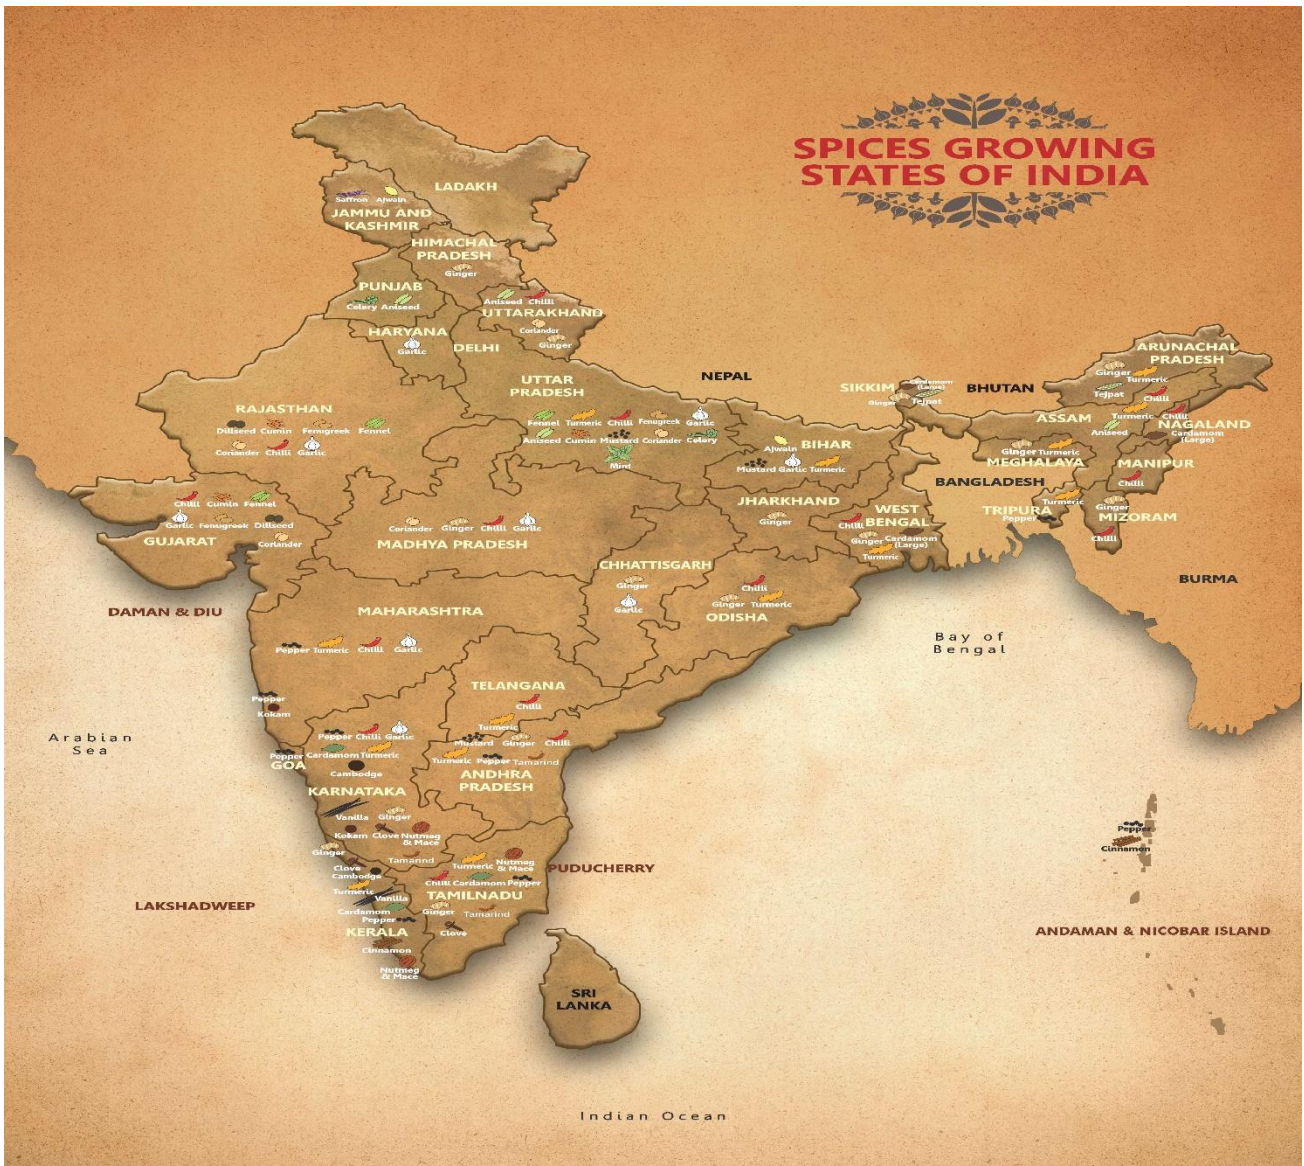 SPICES GROWING
STATES OF INDIA
LADAKH
Saffron Ajwain
JAMMU AND
KASHMIR
HIMACHAL
PRADESH
Ginger
PUNJAB
Celery Aniseed
Aniseed Chilli
UTTARAKHAND
Coriander
Ginger
HARYANA
Garlic
DELHI
UTTAR
PRADESH
Fennel Turmeric Chilli Fenugreek Garlic
Aniseed Cumin Mustard Coriander Celery
Mint
NEPAL
SIKKIM
Cardamom
(Large)
Ginger
Tejpat
BHUTAN
ARUNACHAL
PRADESH
Ginger
Turmeric
Tejpat
Chilli
ASSAM
Turmeric
Aniseed
Chilli
NAGALAND
Cardamom
(Large)
Ginger Turmeric
MEGHALAYA
MANIPUR
Chilli
BANGLADESH
TRIPURA
Turmeric
Pepper
Ginger
MIZORAM
Chilli
BURMA
RAJASTHAN
Dillseed Cumin Fenugreek Fennel
Coriander Chilli Garlic
Ajwain
BIHAR
Mustard Garlic Turmeric
JHARKHAND
Ginger
WEST
BENGAL
Chilli
Ginger Cardamom
(Large)
Turmeric
Chilli Cumin Fennel
Garlic Fenugreek Dillseed
GUJARAT
Coriander
Coriander Ginger Chilli Garlic
MADHYA PRADESH
CHHATTISGARH
Ginger
Garlic
Chilli
Ginger Turmeric
ODISHA
DAMAN & DIU
MAHARASHTRA
Pepper Turmeric Chilli Garlic
Pepper
Kokam
Bay of
Bengal
Arabian
Sea
TELANGANA
Chilli
Turmeric
Mustard Ginger Chilli
Turmeric Pepper Tamarind
ANDHRA
PRADESH
Pepper
GOA
Pepper Chilli Garlic
Cardamom Turmeric
Cambodge
KARNATAKA
Vanilla Ginger
Kokam Clove Nutmeg
& Mace
Tamarind
Ginger
Clove
Cambodge
Turmeric
Vanilla
Cardamom
Pepper
KERALA
Cinnamon
Nutmeg
& Mace
Turmeric Nutmeg
& Mace
Chilli Cardamom Pepper
TAMILNADU
Ginger Tamarind
Clove
PUDUCHERRY
LAKSHADWEEP
Pepper
Cinnamon
ANDAMAN & NICOBAR ISLAND
SRI
LANKA
Indian Ocean